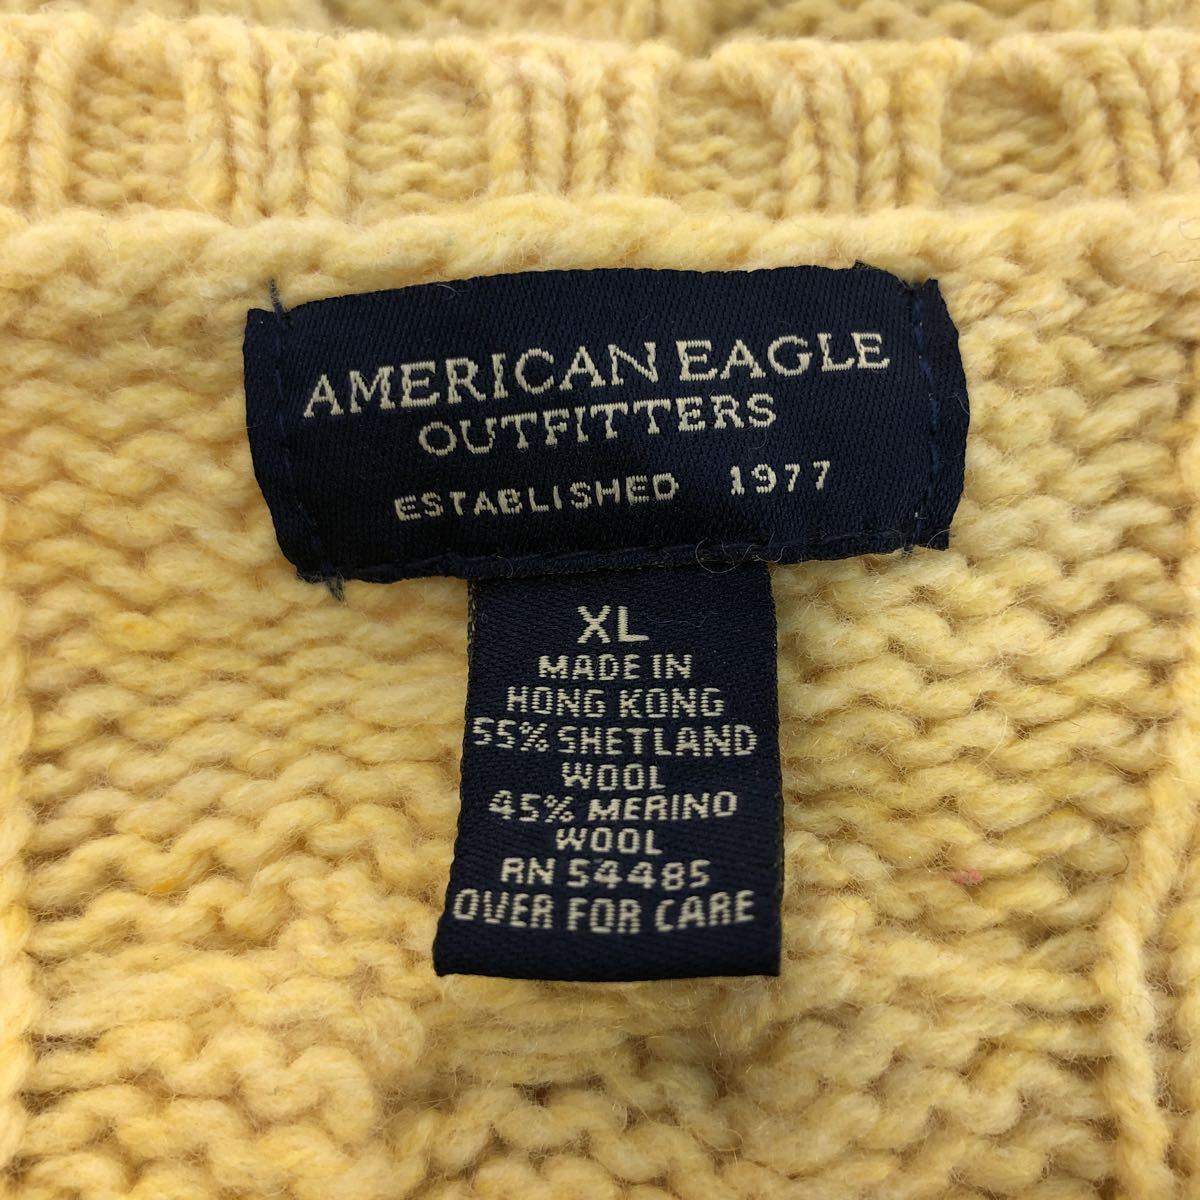 AMERICAN EAGLE
OUTFITTERS
ESTABLISHED 1977
XL
MADE IN
HONG KONG
55% SHETLAND
WOOL
45% MERINO
WOOL
RN 54485
OVER FOR CARE